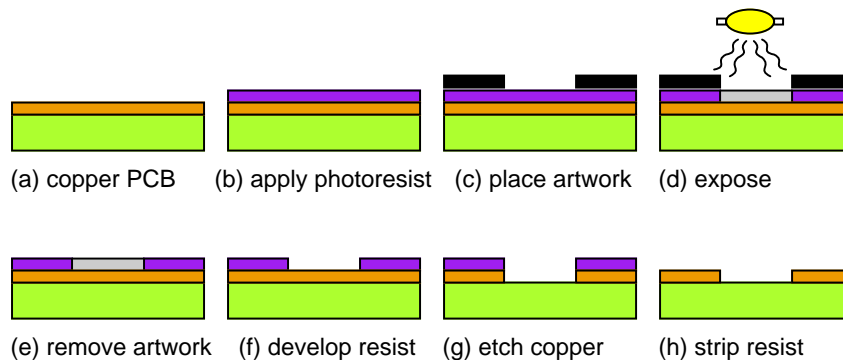 (a) copper PCB
(b) apply photoresist
(c) place artwork
(d) expose
(e) remove artwork
(f) develop resist
(g) etch copper
(h) strip resist